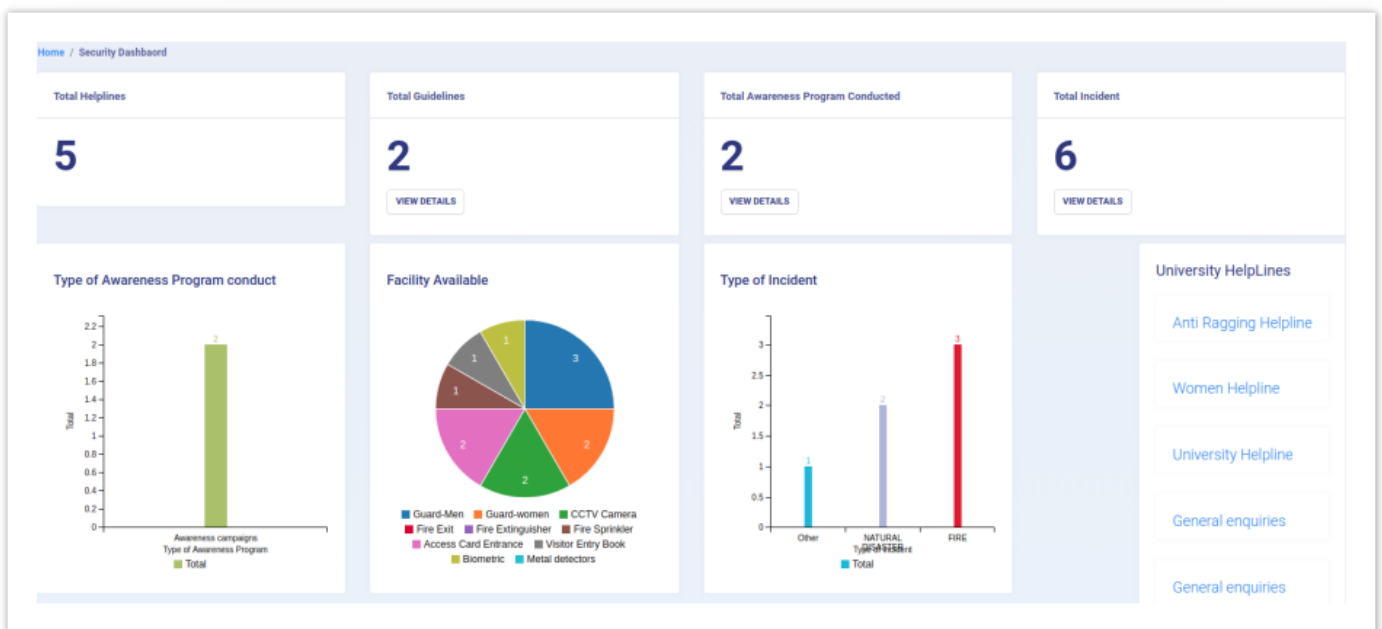 Home / Security Dashbaord
Total Helplines
5
Total Guidelines
2
VIEW DETAILS
Total Awareness Program Conducted
2
VIEW DETAILS
Total Incident
6
VIEW DETAILS
Type of Awareness Program conduct
2.2
2
1.8
1.6
1.4
1.2
1
0.8
0.6
0.4
0.2
0
Total
2
Awareness campaigns
Type of Awareness Program
Total
Facility Available
3
2
2
2
1
1
1
Guard-Men Guard-women CCTV Camera
Fire Exit Fire Extinguisher Fire Sprinkler
Access Card Entrance Visitor Entry Book
Biometric Metal detectors
Type of Incident
3
2.5
2
1.5
1
0.5
0
Total
1
2
3
Other
NATURAL
DISASTER
FIRE
Type of Incident
Total
University HelpLines
Anti Ragging Helpline
Women Helpline
University Helpline
General enquiries
General enquiries